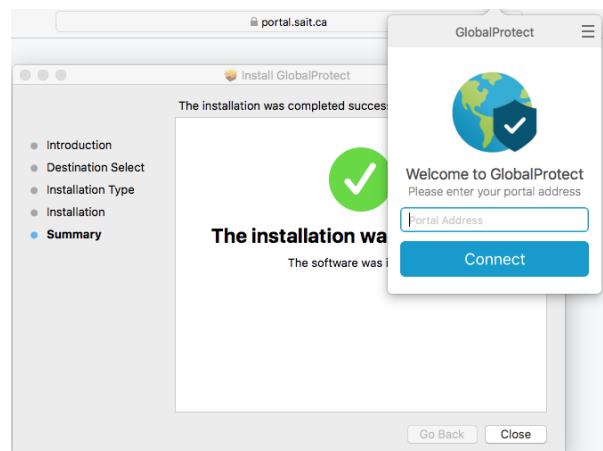 portal.sait.ca
GlobalProtect
Install GlobalProtect
The installation was completed succes
Introduction
Destination Select
Installation Type
Installation
Summary
The installation wa
The software was i
Welcome to GlobalProtect
Please enter your portal address
Portal Address
Connect
Go Back
Close